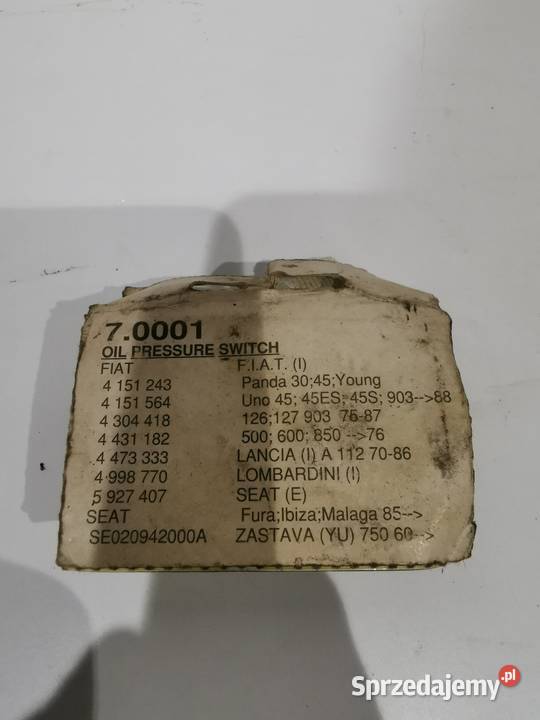 7.0001
OIL PRESSURE SWITCH
FIAT F.I.A.T. (I)
4 151 243 Panda 30;45;Young
4 151 564 Uno 45; 45ES; 45S; 903-->88
4 304 418 126;127 903 75-87
4 431 182 500; 600; 850 -->76
4 473 333 LANCIA (I) A 112 70-86
4 998 770 LOMBARDINI (I)
5 927 407 SEAT (E)
SEAT Fura;Ibiza;Malaga 85-->
SE020942000A ZASTAVA (YU) 750 60-->
Sprzedajemy.pl